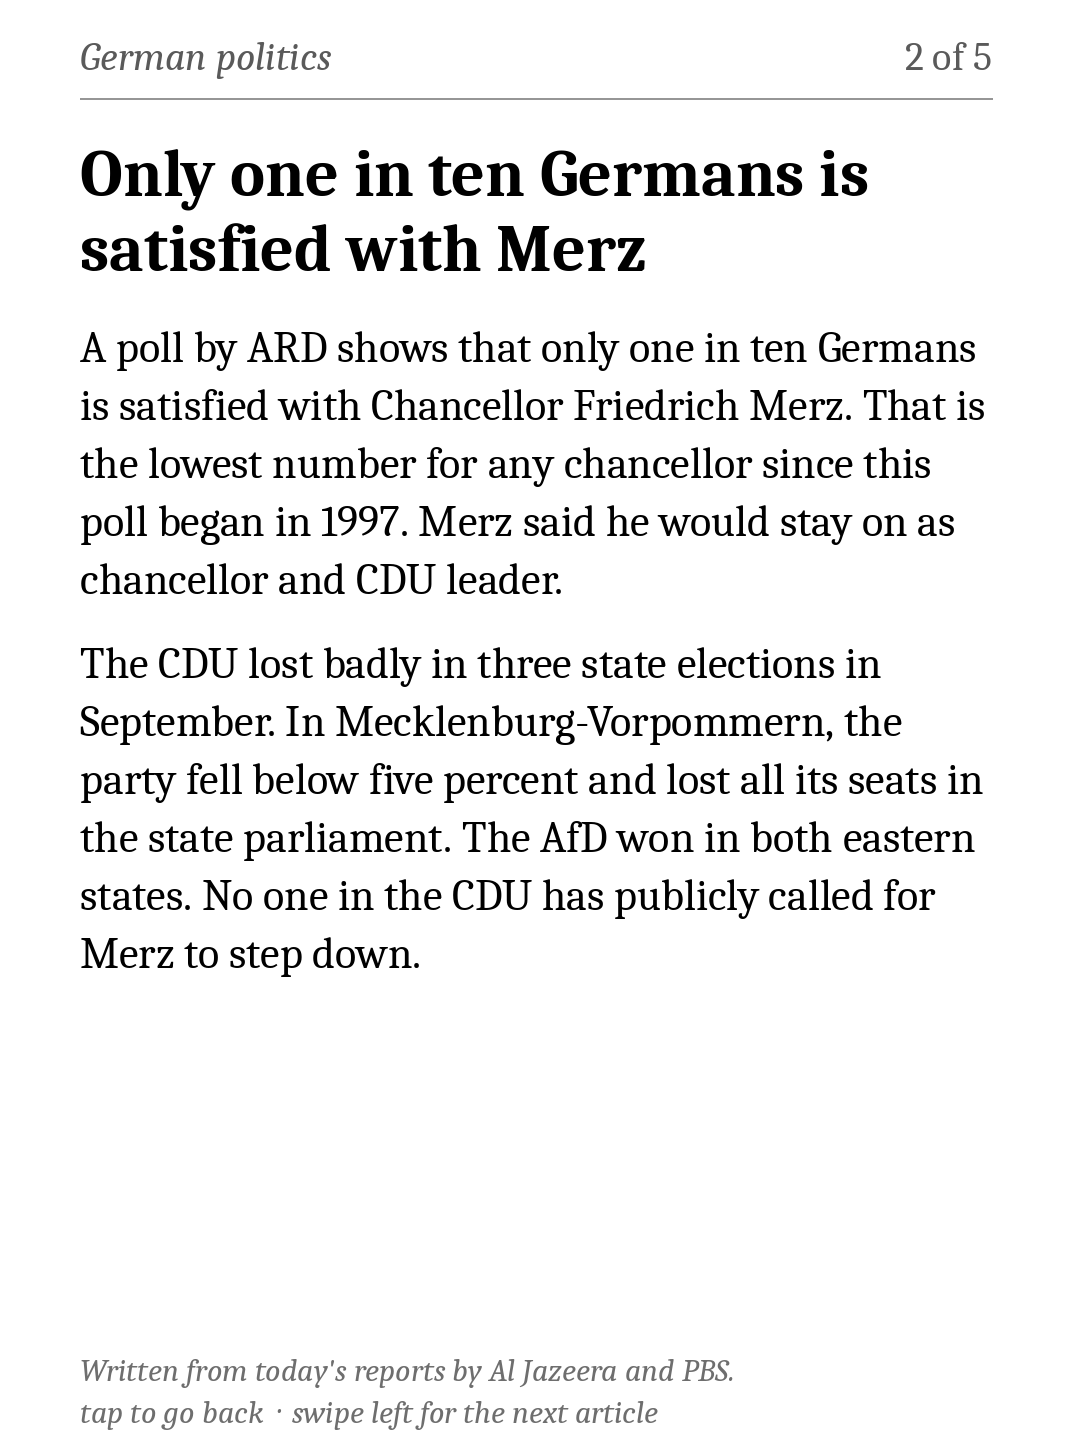 German politics
2 of 5
Only one in ten Germans is
satisfied with Merz
A poll by ARD shows that only one in ten Germans
is satisfied with Chancellor Friedrich Merz. That is
the lowest number for any chancellor since this
poll began in 1997. Merz said he would stay on as
chancellor and CDU leader.
The CDU lost badly in three state elections in
September. In Mecklenburg-Vorpommern, the
party fell below five percent and lost all its seats in
the state parliament. The AfD won in both eastern
states. No one in the CDU has publicly called for
Merz to step down.
Written from today's reports by Al Jazeera and PBS.
tap to go back · swipe left for the next article